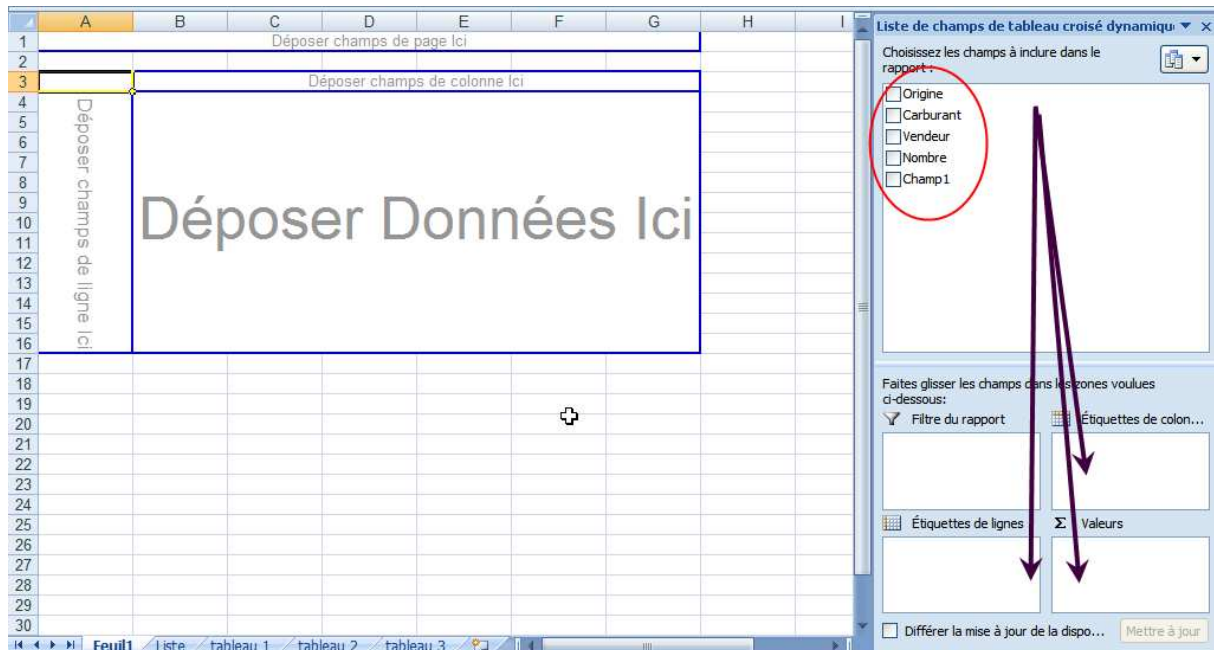 A B C D E F G H I
Liste de champs de tableau croisé dynamiqu
1 Déposer champs de page Ici
Choisissez les champs à inclure dans le
rapport :
2
3 Déposer champs de colonne Ici
Origine
Carburant
Vendeur
Nombre
Champ1
4
5
6
7
8
9
10
11
12
13
14
15
16
Déposer champs de ligne Ici
Déposer Données Ici
17
18
19
20
21
22
23
24
25
26
27
28
29
30
Faites glisser les champs dans les zones voulues
ci-dessous:
Filtre du rapport
Étiquettes de colon...
Étiquettes de lignes
Σ Valeurs
Différer la mise à jour de la dispo...
Mettre à jour
Feuil1 Liste tableau 1 tableau 2 tableau 3